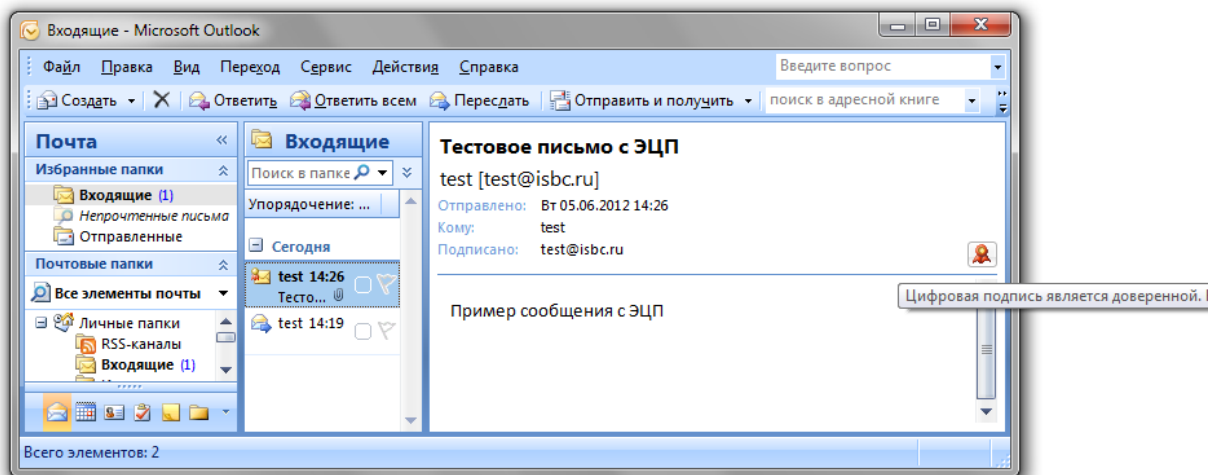 Входящие - Microsoft Outlook
Файл Правка Вид Переход Сервис Действия Справка
Введите вопрос
Создать Ответить Ответить всем Переслать Отправить и получить поиск в адресной книге
Почта
Избранные папки
Входящие (1)
Непрочтенные письма
Отправленные
Почтовые папки
Все элементы почты
Личные папки
RSS-каналы
Входящие (1)
Входящие
Поиск в папке
Упорядочение: ...
Сегодня
test 14:26
Тесто...
test 14:19
Тестовое письмо с ЭЦП
test [test@isbc.ru]
Отправлено: Вт 05.06.2012 14:26
Кому: test
Подписано: test@isbc.ru
Цифровая подпись является доверенной.
Пример сообщения с ЭЦП
Всего элементов: 2